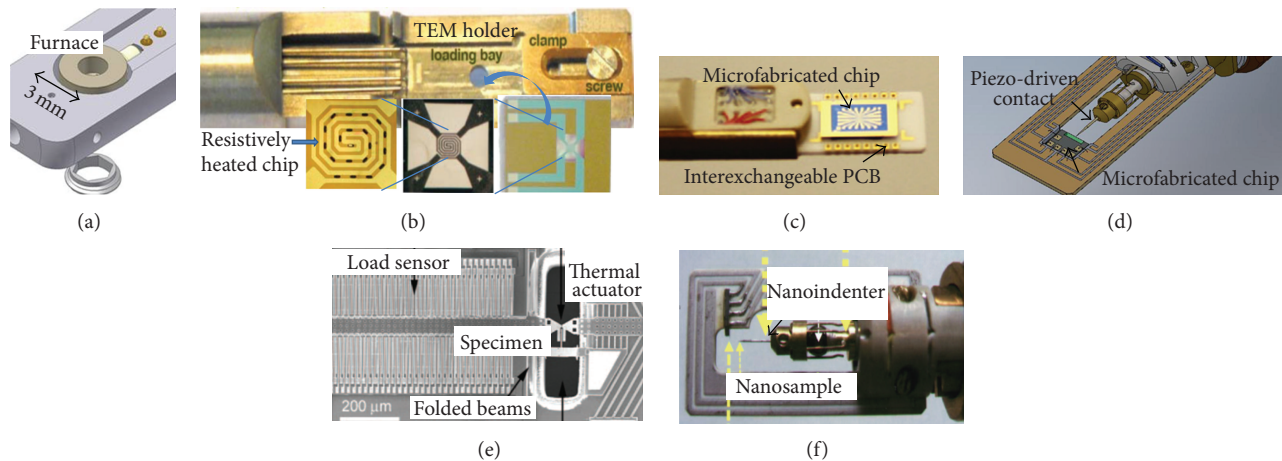 Furnace
3 mm
(a)
TEM holder
loading bay
clamp
screw
Resistively
heated chip
(b)
Microfabricated chip
Interexchangeable PCB
(c)
Piezo-driven
contact
Microfabricated chip
(d)
Load sensor
Thermal
actuator
Specimen
Folded beams
200 μm
(e)
Nanoindenter
Nanosample
(f)